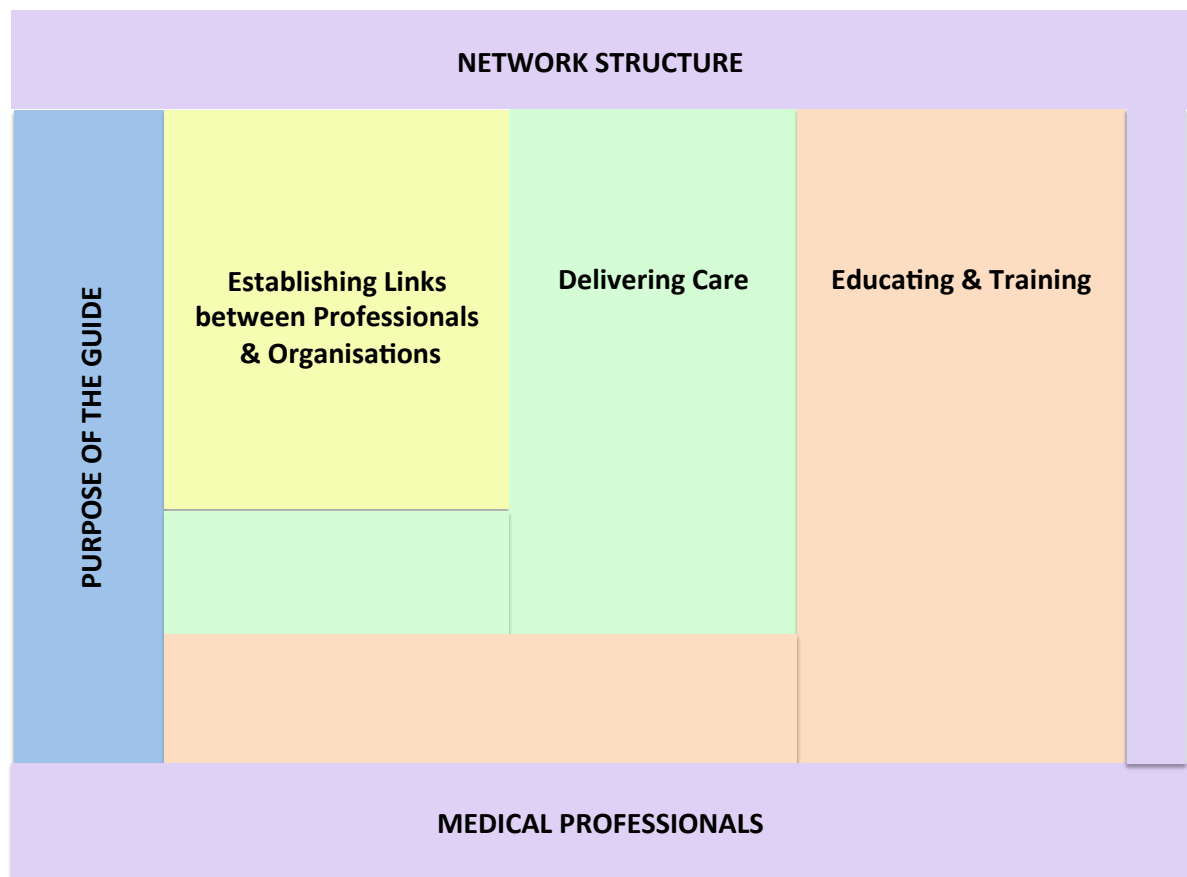 NETWORK STRUCTURE
PURPOSE OF THE GUIDE
Establishing Links
between Professionals
& Organisations
Delivering Care
Educating & Training
MEDICAL PROFESSIONALS